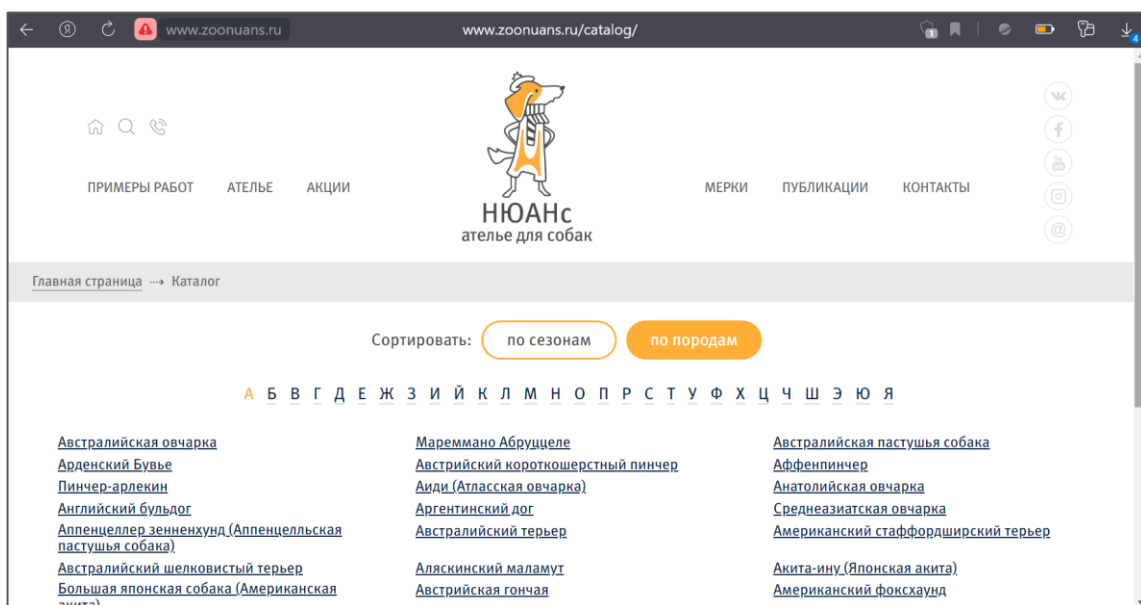 www.zoonuans.ru
www.zoonuans.ru/catalog/
1
4
ПРИМЕРЫ РАБОТ АТЕЛЬЕ АКЦИИ
НЮАНс
ателье для собак
МЕРКИ ПУБЛИКАЦИИ КОНТАКТЫ
Главная страница ··· Каталог
Сортировать: по сезонам по породам
А Б В Г Д Е Ж З И Й К Л М Н О П Р С Т У Ф Х Ц Ч Ш Э Ю Я
Австралийская овчарка Мареммано Абруццеле Австралийская пастушья собака
Арденский Бувье Австрийский короткошерстный пинчер Аффенпинчер
Пинчер-арлекин Аиди (Атласская овчарка) Анатолийская овчарка
Английский бульдог Аргентинский дог Среднеазиатская овчарка
Аппенцеллер зенненхунд (Аппенцелльская Австралийский терьер Американский стаффордширский терьер
пастушья собака)
Австралийский шелковистый терьер Аляскинский маламут Акита-ину (Японская акита)
Большая японская собака (Американская Австрийская гончая Американский фоксхаунд
акита)